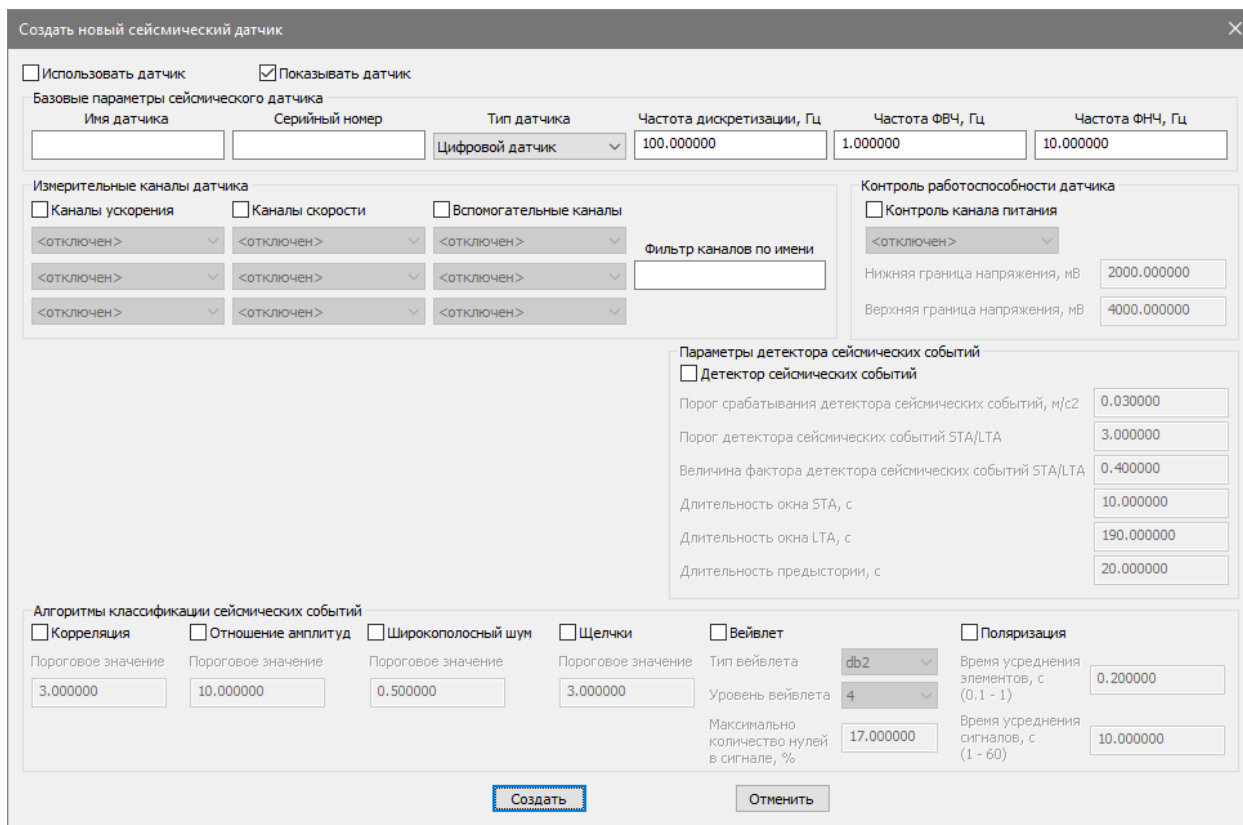 Создать новый сейсмический датчик
Использовать датчик Показывать датчик
Базовые параметры сейсмического датчика
Имя датчика Серийный номер Тип датчика Частота дискретизации, Гц Частота ФВЧ, Гц Частота ФНЧ, Гц
Цифровой датчик 100.000000 1.000000 10.000000
Измерительные каналы датчика
Каналы ускорения Каналы скорости Вспомогательные каналы
<отключен> <отключен> <отключен>
Фильтр каналов по имени
<отключен> <отключен> <отключен>
<отключен> <отключен> <отключен>
Контроль работоспособности датчика
Контроль канала питания
<отключен>
Нижняя граница напряжения, мВ 2000.000000
Верхняя граница напряжения, мВ 4000.000000
Параметры детектора сейсмических событий
Детектор сейсмических событий
Порог срабатывания детектора сейсмических событий, м/с2 0.030000
Порог детектора сейсмических событий STA/LTA 3.000000
Величина фактора детектора сейсмических событий STA/LTA 0.400000
Длительность окна STA, с 10.000000
Длительность окна LTA, с 190.000000
Длительность предыстории, с 20.000000
Алгоритмы классификации сейсмических событий
Корреляция Отношение амплитуд Широкополосный шум Щелчки Вейвлет Поляризация
Пороговое значение Пороговое значение Пороговое значение Пороговое значение
3.000000 10.000000 0.500000 3.000000
Тип вейвлета db2
Уровень вейвлета 4
Максимально
количество нулей
в сигнале, %
17.000000
Время усреднения
элементов, с
(0.1 - 1)
0.200000
Время усреднения
сигналов, с
(1 - 60)
10.000000
Создать Отменить